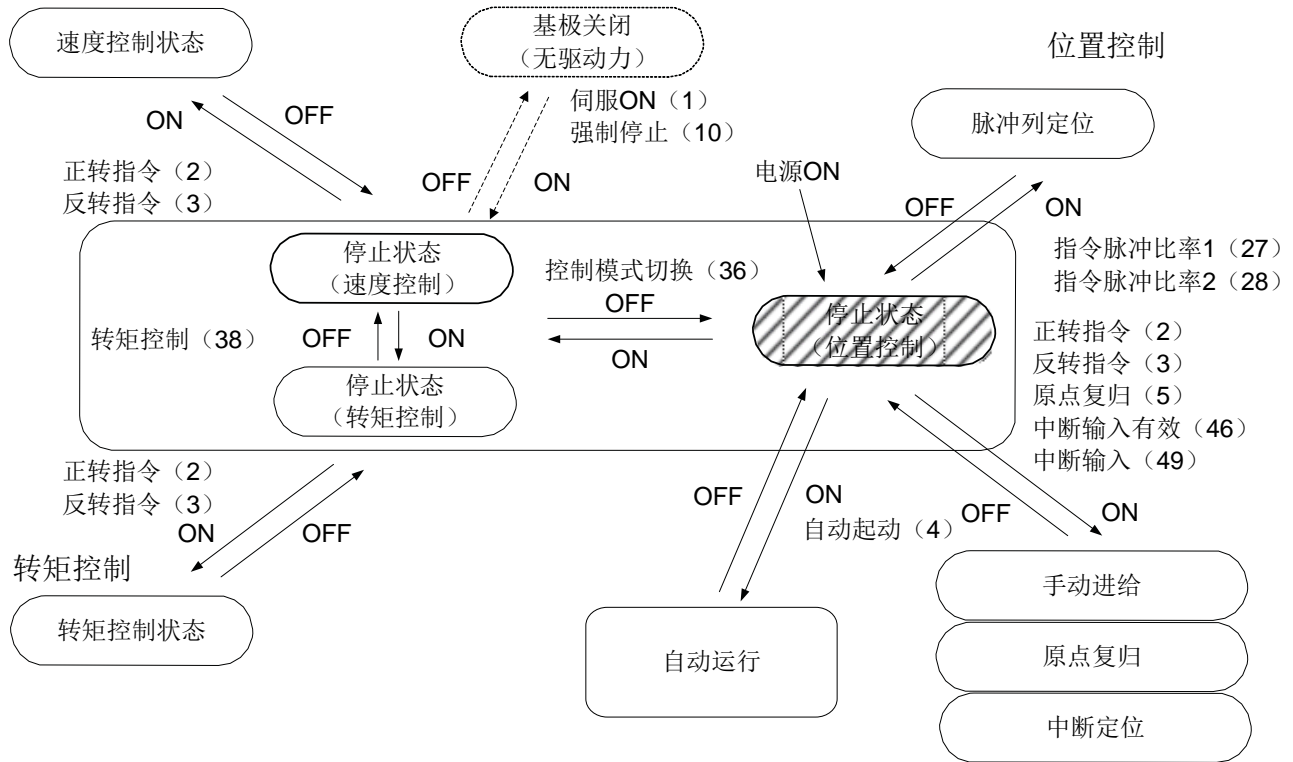 速度控制状态
基极关闭
（无驱动力）
位置控制
伺服ON（1）
强制停止（10）
脉冲列定位
ON
OFF
正转指令（2）
反转指令（3）
OFF
ON
电源ON
OFF
ON
停止状态
（速度控制）
控制模式切换（36）
OFF
ON
指令脉冲比率1（27）
指令脉冲比率2（28）
转矩控制（38）
OFF
ON
停止状态
（位置控制）
停止状态
（转矩控制）
正转指令（2）
反转指令（3）
原点复归（5）
中断输入有效（46）
中断输入（49）
正转指令（2）
反转指令（3）
ON
OFF
OFF
ON
自动起动（4）
OFF
ON
转矩控制
转矩控制状态
自动运行
手动进给
原点复归
中断定位